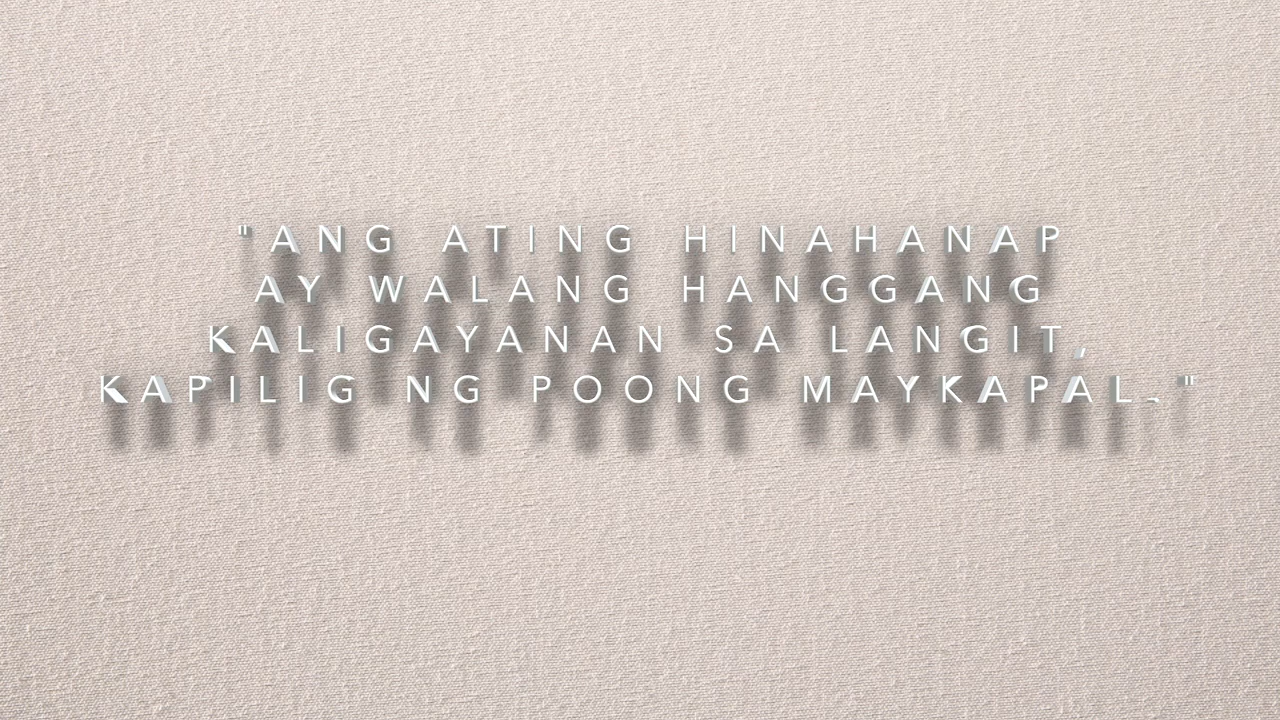 "ANG ATING HINAHANAP
AY WALANG HANGGANG
KALIGAYANAN SA LANGIT,
KAPILIG NG POONG MAYKAPAL."